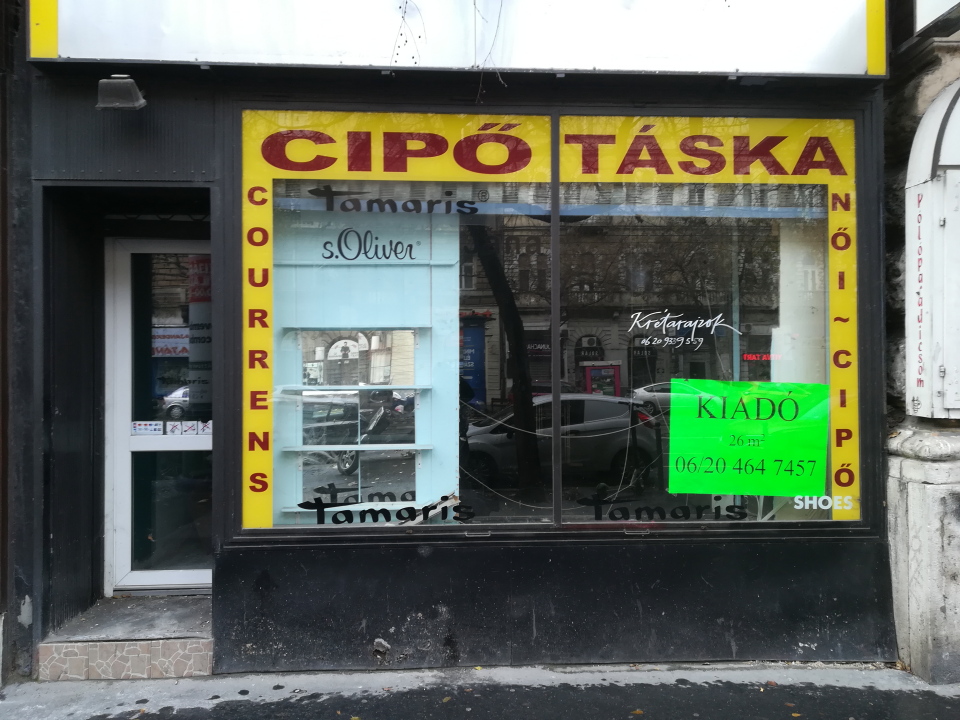 CIPŐ TÁSKA
COURRENS
Tamaris®
s.Oliver
NŐI~CIPŐ
Krétarajzok
KIADÓ
26 m²
06/20 464 7457
SHOES
Tamaris
Tamaris